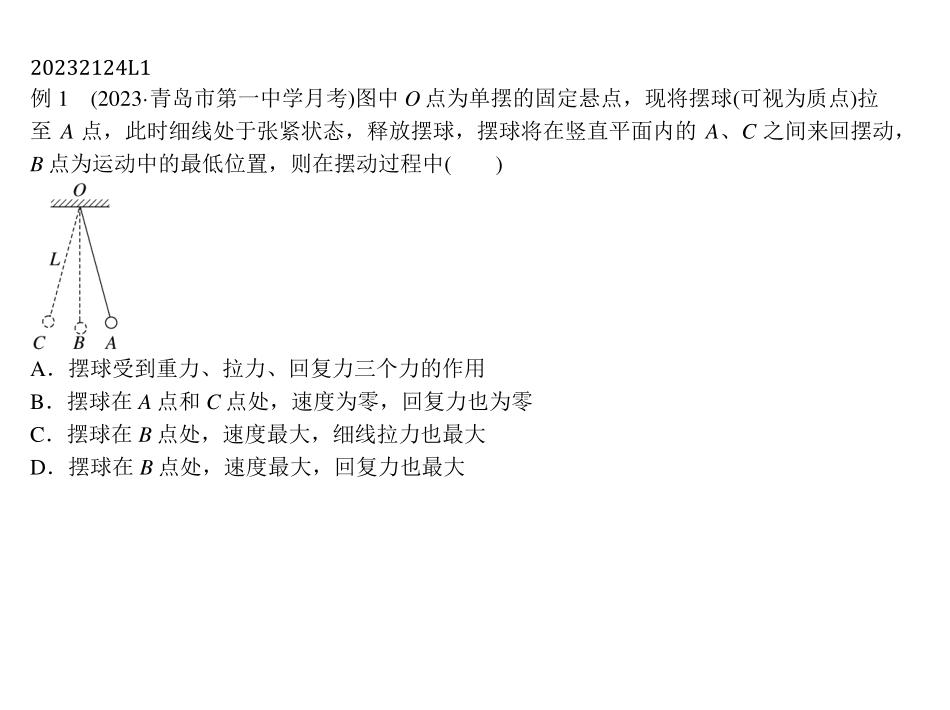 20232124L1
例 1　(2023·青岛市第一中学月考)图中 O 点为单摆的固定悬点，现将摆球(可视为质点)拉
至 A 点，此时细线处于张紧状态，释放摆球，摆球将在竖直平面内的 A、C 之间来回摆动，
B 点为运动中的最低位置，则在摆动过程中(　　)
O
L
C B A
A．摆球受到重力、拉力、回复力三个力的作用
B．摆球在 A 点和 C 点处，速度为零，回复力也为零
C．摆球在 B 点处，速度最大，细线拉力也最大
D．摆球在 B 点处，速度最大，回复力也最大